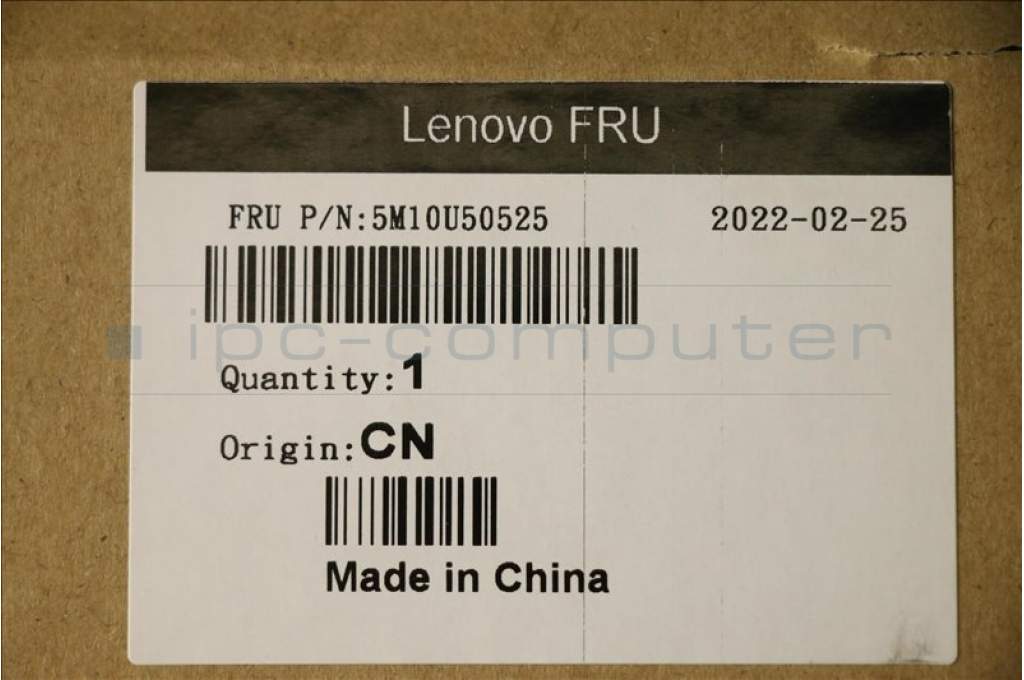 Lenovo FRU
FRU P/N:5M10U50525 2022-02-25
ipc-computer
Quantity:1
Origin:CN
Made in China